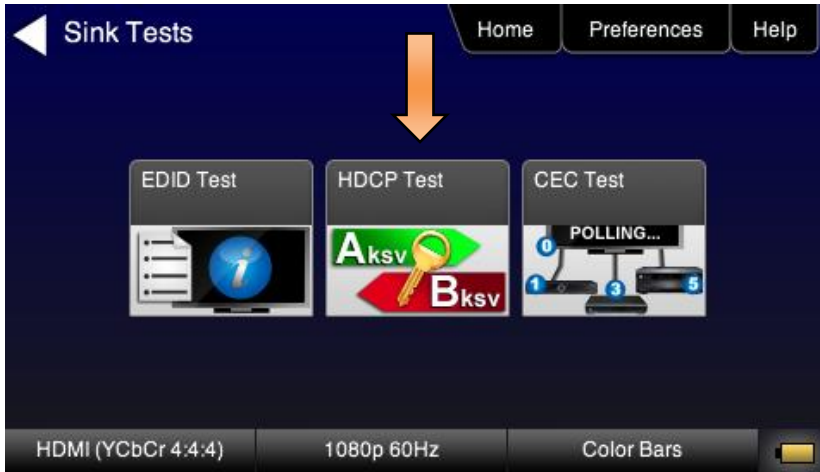 Sink Tests
Home
Preferences
Help
EDID Test
HDCP Test
CEC Test
i
Aksv
Bksv
POLLING...
0
1
3
5
HDMI (YCbCr 4:4:4)
1080p 60Hz
Color Bars